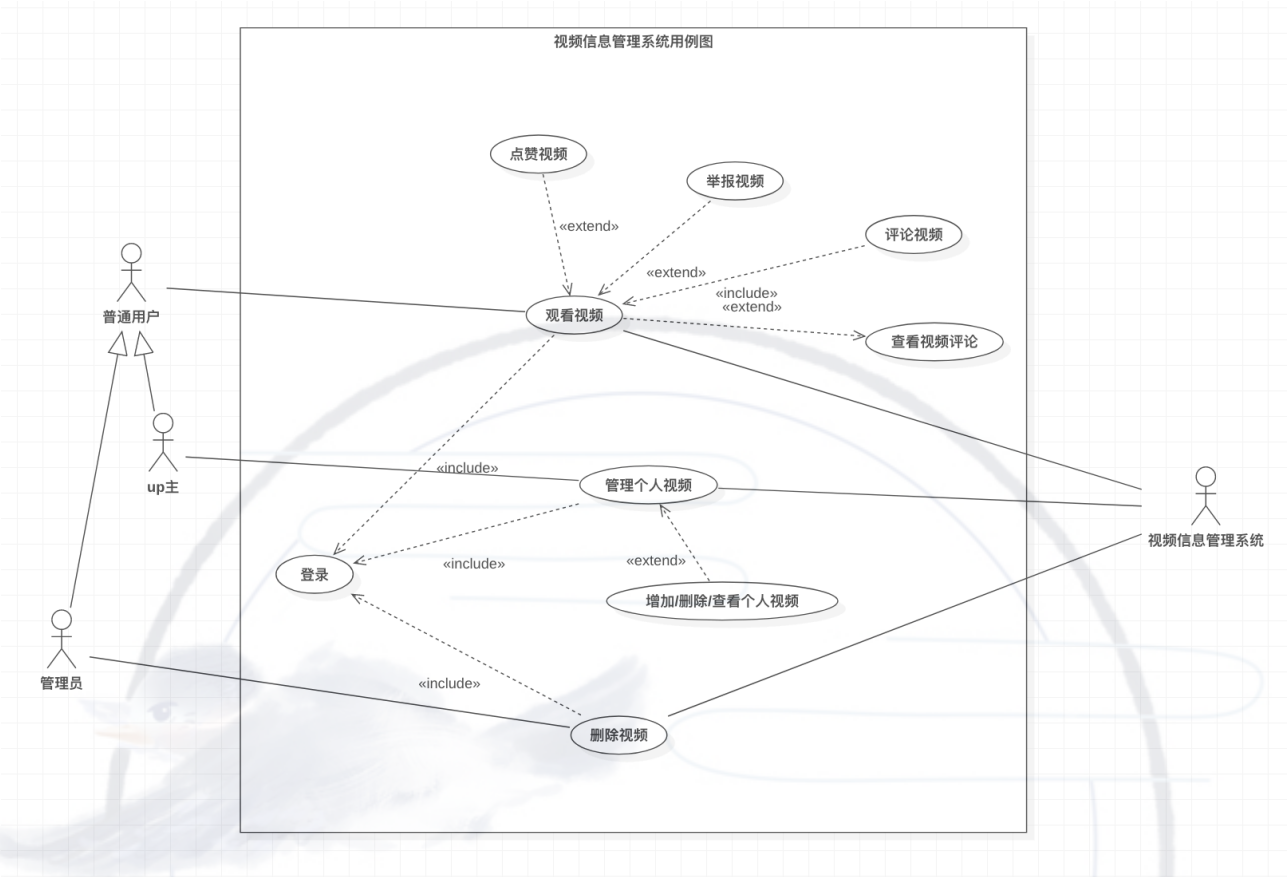 视频信息管理系统用例图
点赞视频
举报视频
«extend»
评论视频
«extend»
«include»
«extend»
普通用户
观看视频
查看视频评论
«include»
up主
管理个人视频
视频信息管理系统
«include»
«extend»
登录
增加/删除/查看个人视频
管理员
«include»
删除视频